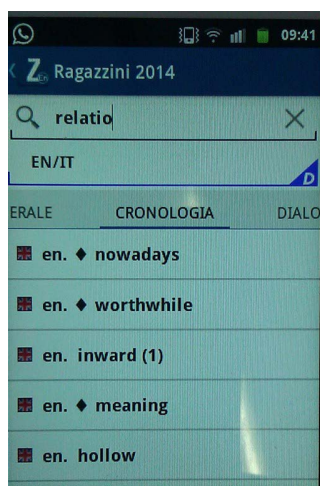 09:41
Z En Ragazzini 2014
relatio
EN/IT
D
ERALE CRONOLOGIA DIALO
en. ♦ nowadays
en. ♦ worthwhile
en. inward (1)
en. ♦ meaning
en. hollow